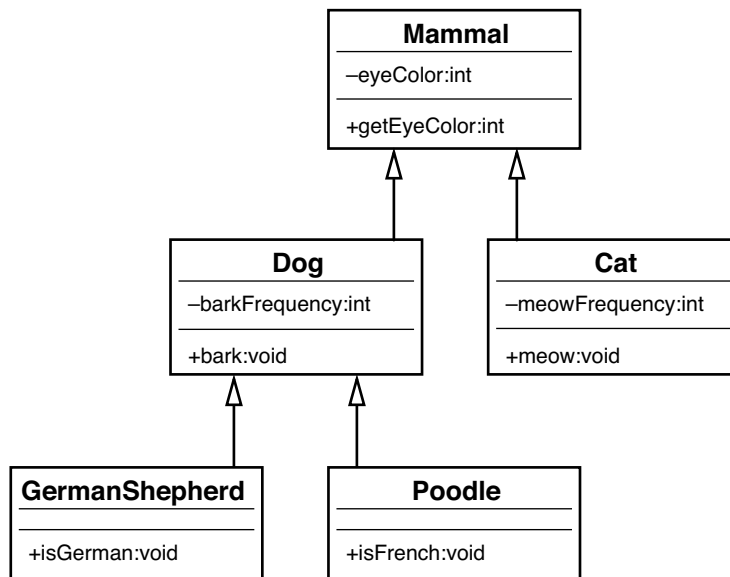 Mammal
–eyeColor:int
+getEyeColor:int
Dog
–barkFrequency:int
+bark:void
Cat
–meowFrequency:int
+meow:void
GermanShepherd
+isGerman:void
Poodle
+isFrench:void